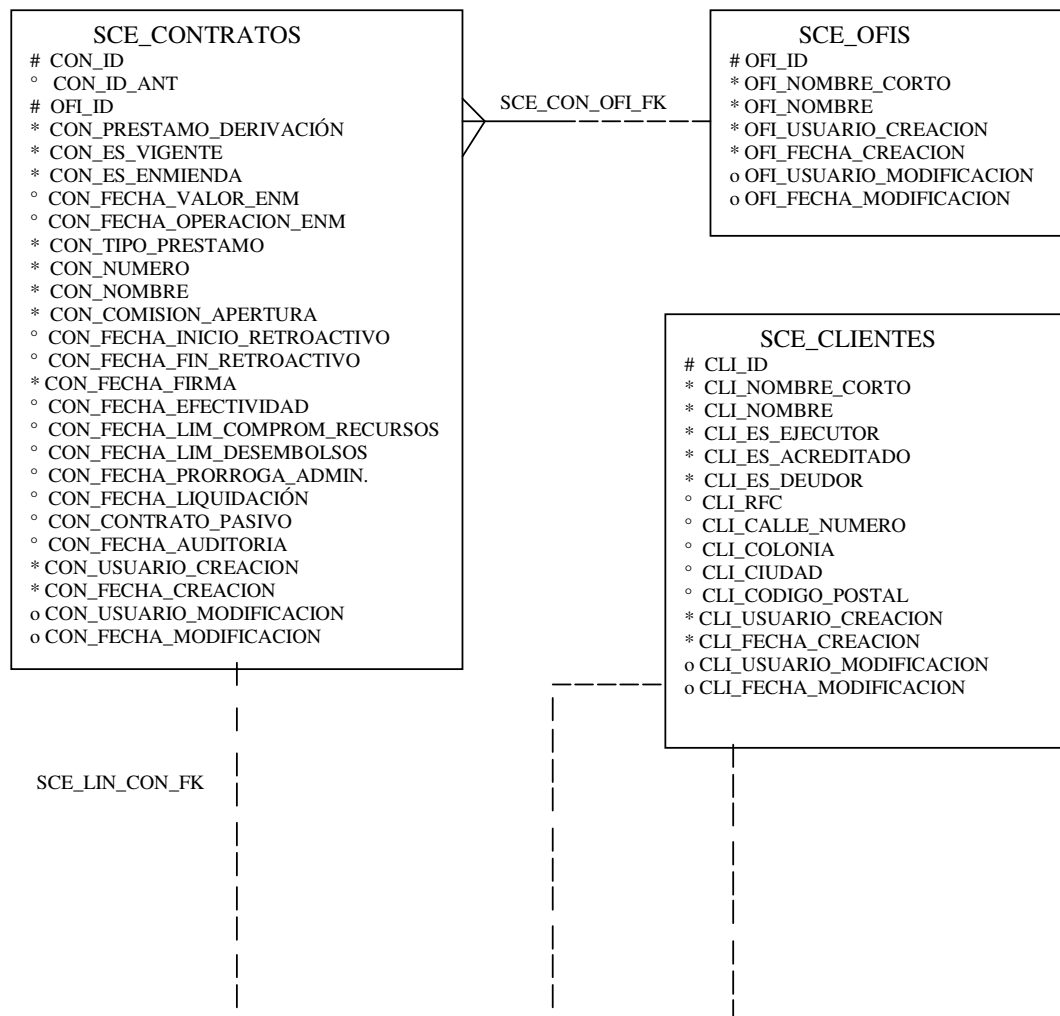 SCE_CONTRATOS
# CON_ID
° CON_ID_ANT
# OFI_ID
* CON_PRESTAMO_DERIVACIÓN
* CON_ES_VIGENTE
* CON_ES_ENMIENDA
° CON_FECHA_VALOR_ENM
° CON_FECHA_OPERACION_ENM
* CON_TIPO_PRESTAMO
* CON_NUMERO
* CON_NOMBRE
* CON_COMISION_APERTURA
° CON_FECHA_INICIO_RETROACTIVO
° CON_FECHA_FIN_RETROACTIVO
* CON_FECHA_FIRMA
° CON_FECHA_EFECTIVIDAD
° CON_FECHA_LIM_COMPROM_RECURSOS
° CON_FECHA_LIM_DESEMBOLSOS
° CON_FECHA_PRORROGA_ADMIN.
° CON_FECHA_LIQUIDACIÓN
° CON_CONTRATO_PASIVO
° CON_FECHA_AUDITORIA
* CON_USUARIO_CREACION
* CON_FECHA_CREACION
o CON_USUARIO_MODIFICACION
o CON_FECHA_MODIFICACION
SCE_CON_OFI_FK
SCE_OFIS
# OFI_ID
* OFI_NOMBRE_CORTO
* OFI_NOMBRE
* OFI_USUARIO_CREACION
* OFI_FECHA_CREACION
o OFI_USUARIO_MODIFICACION
o OFI_FECHA_MODIFICACION
SCE_CLIENTES
# CLI_ID
* CLI_NOMBRE_CORTO
* CLI_NOMBRE
* CLI_ES_EJECUTOR
* CLI_ES_ACREDITADO
* CLI_ES_DEUDOR
° CLI_RFC
° CLI_CALLE_NUMERO
° CLI_COLONIA
° CLI_CIUDAD
° CLI_CODIGO_POSTAL
* CLI_USUARIO_CREACION
* CLI_FECHA_CREACION
o CLI_USUARIO_MODIFICACION
o CLI_FECHA_MODIFICACION
SCE_LIN_CON_FK